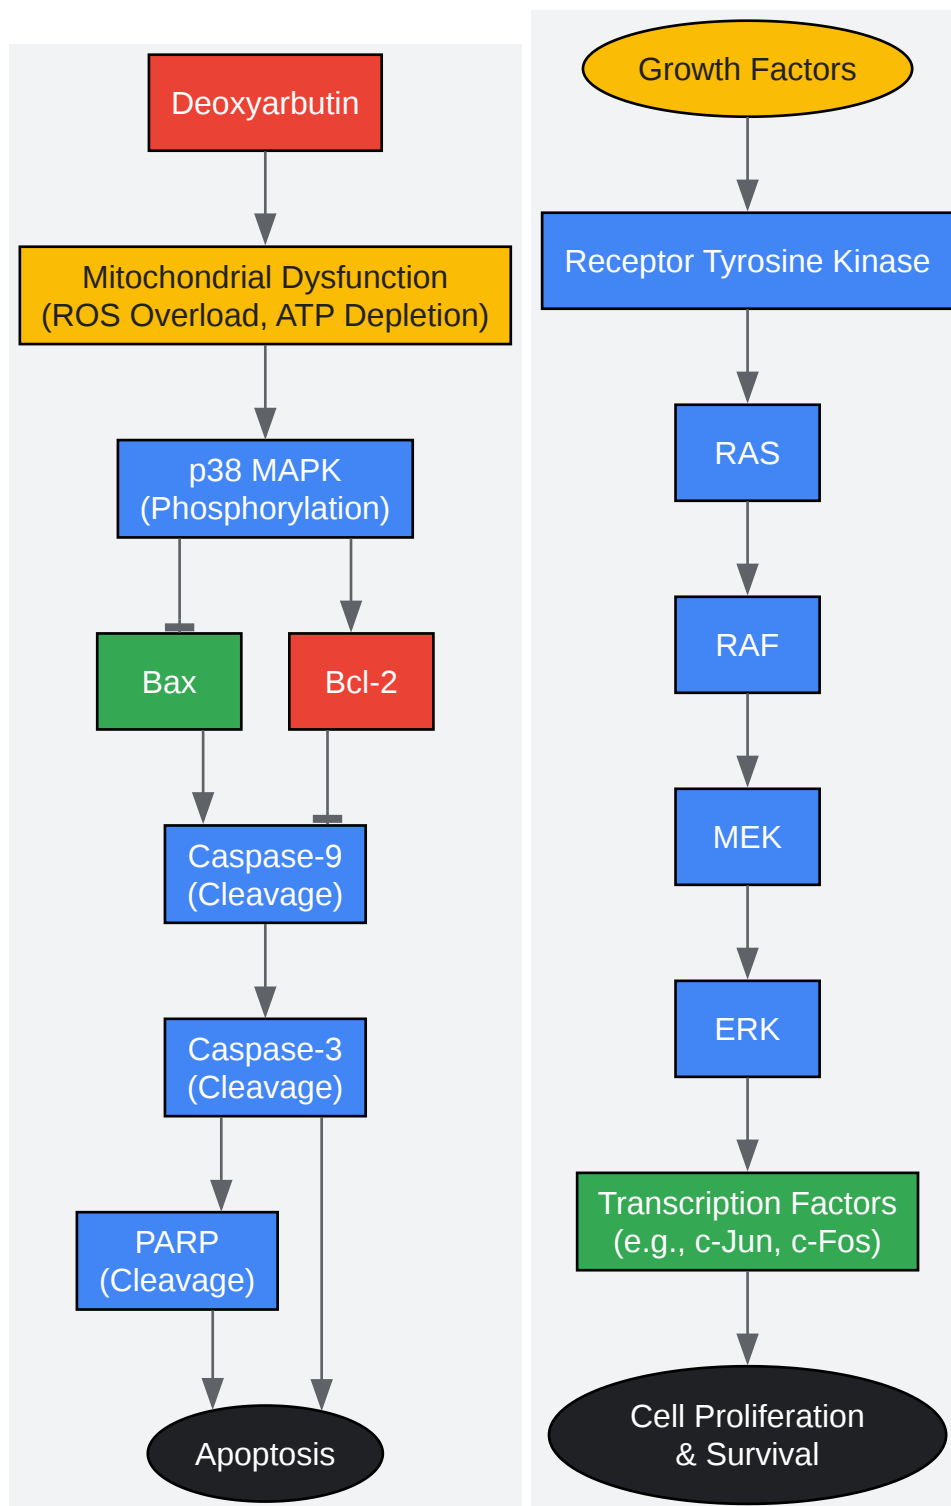 Deoxyarbutin
Mitochondrial Dysfunction
(ROS Overload, ATP Depletion)
p38 MAPK
(Phosphorylation)
Bax
Bcl-2
Caspase-9
(Cleavage)
Caspase-3
(Cleavage)
PARP
(Cleavage)
Apoptosis
Growth Factors
Receptor Tyrosine Kinase
RAS
RAF
MEK
ERK
Transcription Factors
(e.g., c-Jun, c-Fos)
Cell Proliferation
& Survival